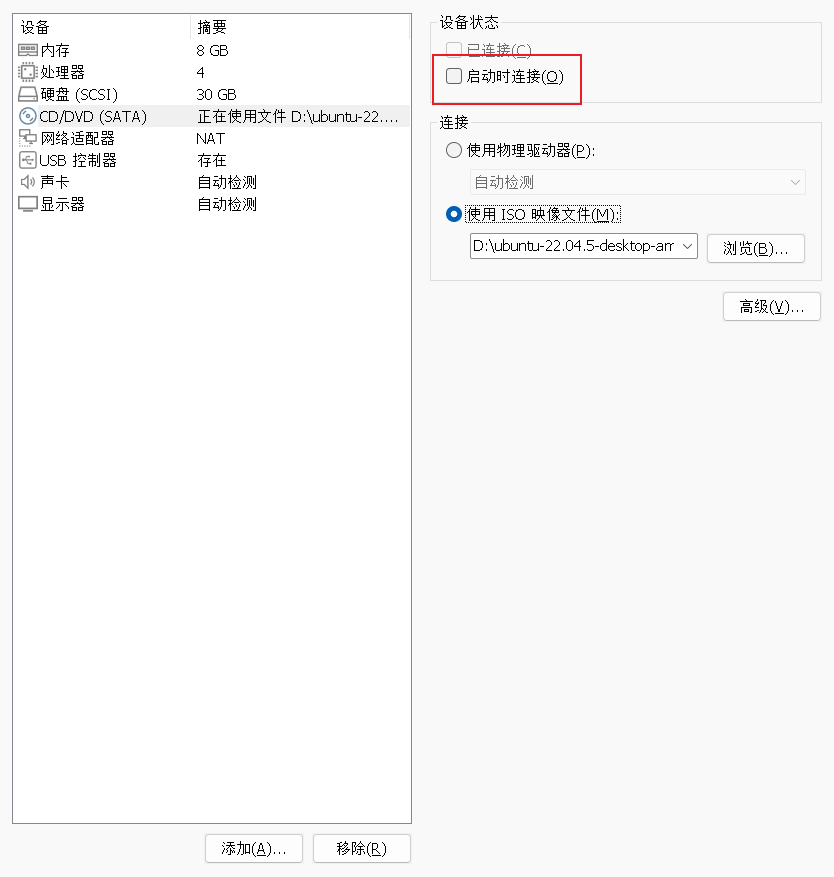 设备 摘要
内存 8 GB
处理器 4
硬盘 (SCSI) 30 GB
CD/DVD (SATA) 正在使用文件 D:\ubuntu-22....
网络适配器 NAT
USB 控制器 存在
声卡 自动检测
显示器 自动检测
添加(A)... 移除(R)
设备状态
已连接(C)
启动时连接(O)
连接
使用物理驱动器(P):
自动检测
使用 ISO 映像文件(M):
D:\ubuntu-22.04.5-desktop-am
浏览(B)...
高级(V)...